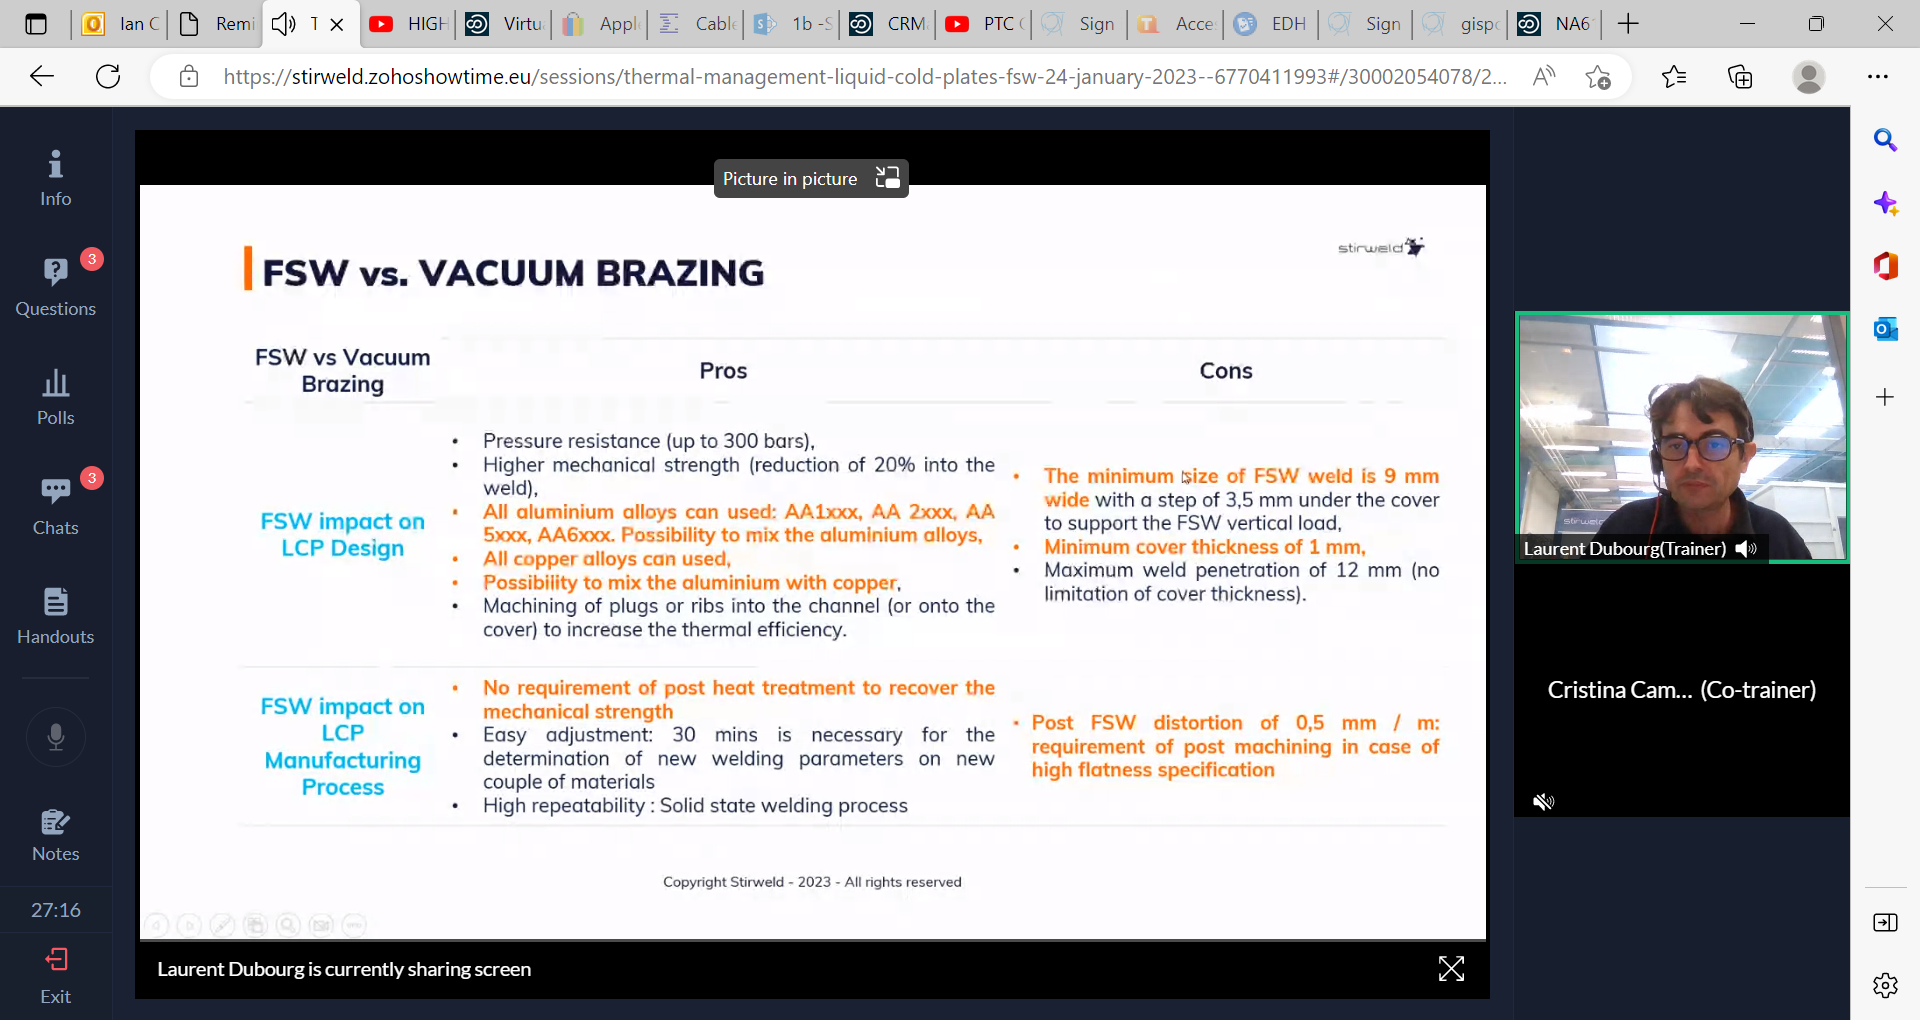 Ian C
Remi
T
HIGH
Virtu
Appl
Cabl
1b -S
CRM
PTC
Sign
Acce
EDH
Sign
gisp
NA6
https://stirweld.zohoshowtime.eu/sessions/thermal-management-liquid-cold-plates-fsw-24-january-2023--6770411993#/30002054078/2...
Info
3
Questions
Polls
3
Chats
Handouts
Notes
27:16
Exit
Picture in picture
stirweld
FSW vs. VACUUM BRAZING
FSW vs Vacuum
Brazing
Pros
Cons
FSW impact on
LCP Design
• Pressure resistance (up to 300 bars),
• Higher mechanical strength (reduction of 20% into the
weld),
• All aluminium alloys can used: AA1xxx, AA 2xxx, AA
5xxx, AA6xxx. Possibility to mix the aluminium alloys,
• All copper alloys can used,
• Possibility to mix the aluminium with copper,
• Machining of plugs or ribs into the channel (or onto the
cover) to increase the thermal efficiency.
• The minimum size of FSW weld is 9 mm
wide with a step of 3,5 mm under the cover
to support the FSW vertical load,
• Minimum cover thickness of 1 mm,
• Maximum weld penetration of 12 mm (no
limitation of cover thickness).
FSW impact on
LCP
Manufacturing
Process
• No requirement of post heat treatment to recover the
mechanical strength
• Easy adjustment: 30 mins is necessary for the
determination of new welding parameters on new
couple of materials
• High repeatability : Solid state welding process
• Post FSW distortion of 0,5 mm / m:
requirement of post machining in case of
high flatness specification
Copyright Stirweld - 2023 - All rights reserved
Laurent Dubourg is currently sharing screen
stirwel
Laurent Dubourg(Trainer)
Cristina Cam... (Co-trainer)